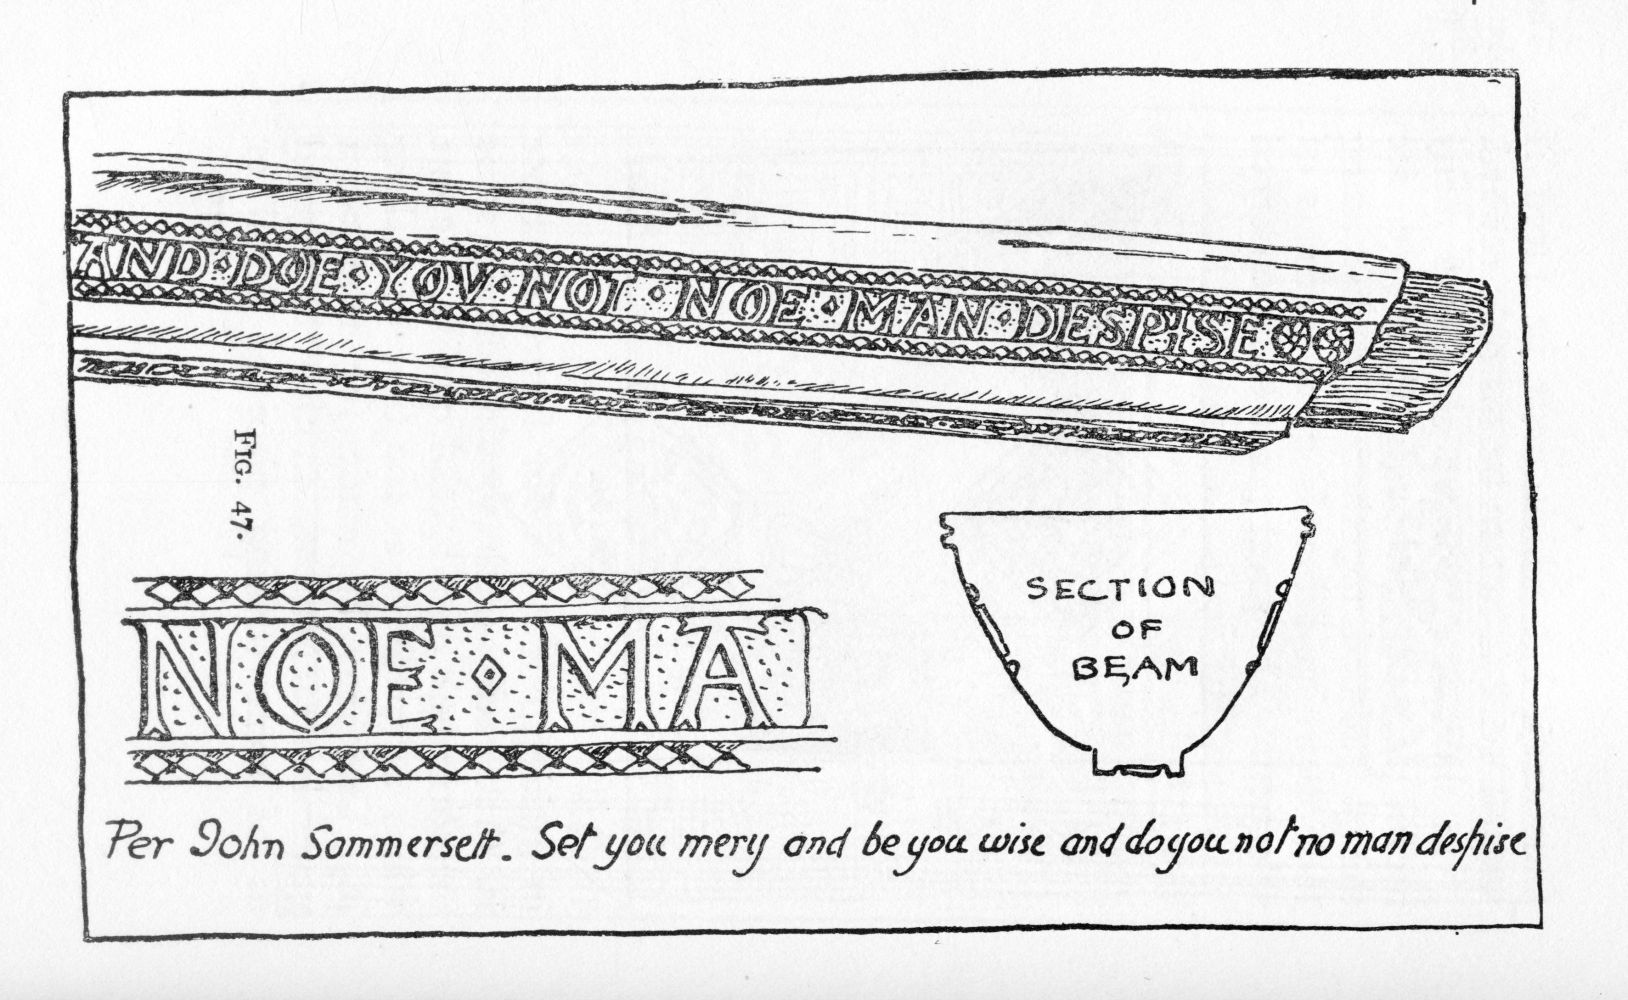 AND·DOE·YOV·NOT·NOE·MAN·DESPISE
FIG. 47.
NOE·MA
SECTION
OF
BEAM
Per John Sommersett. Set you mery and be you wise and do you not no man despise